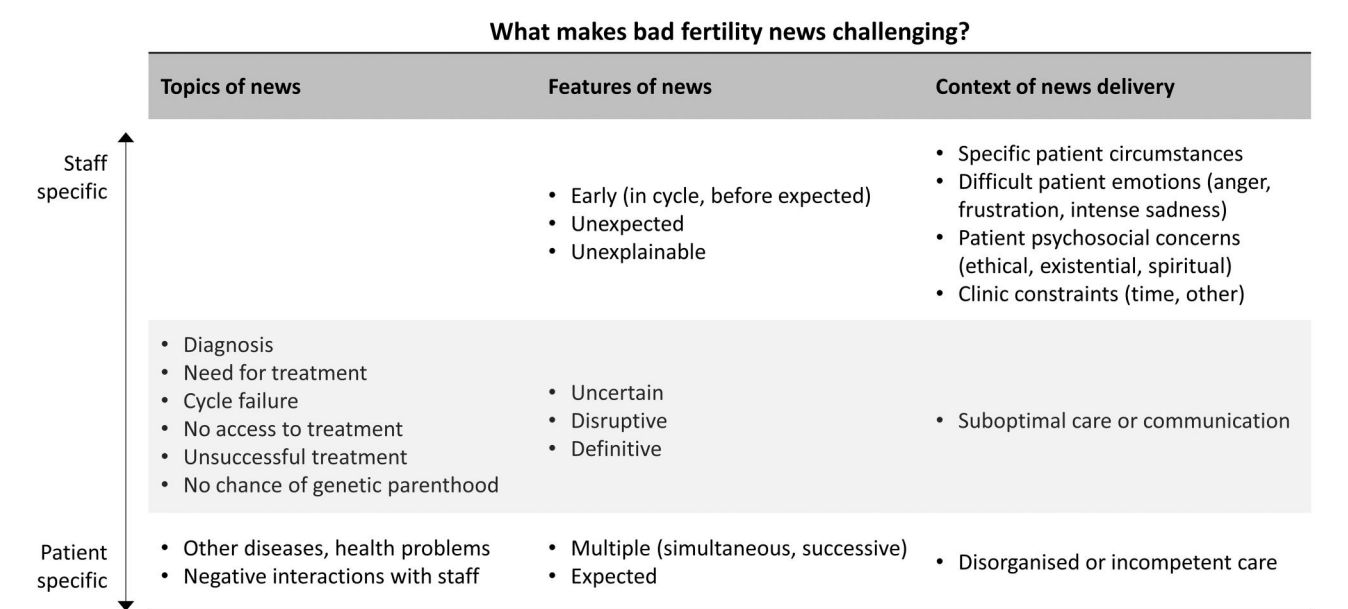 What makes bad fertility news challenging?
Topics of news
Features of news
Context of news delivery
Staff
specific
• Early (in cycle, before expected)
• Unexpected
• Unexplainable
• Specific patient circumstances
• Difficult patient emotions (anger,
frustration, intense sadness)
• Patient psychosocial concerns
(ethical, existential, spiritual)
• Clinic constraints (time, other)
• Diagnosis
• Need for treatment
• Cycle failure
• No access to treatment
• Unsuccessful treatment
• No chance of genetic parenthood
• Uncertain
• Disruptive
• Definitive
• Suboptimal care or communication
Patient
specific
• Other diseases, health problems
• Negative interactions with staff
• Multiple (simultaneous, successive)
• Expected
• Disorganised or incompetent care